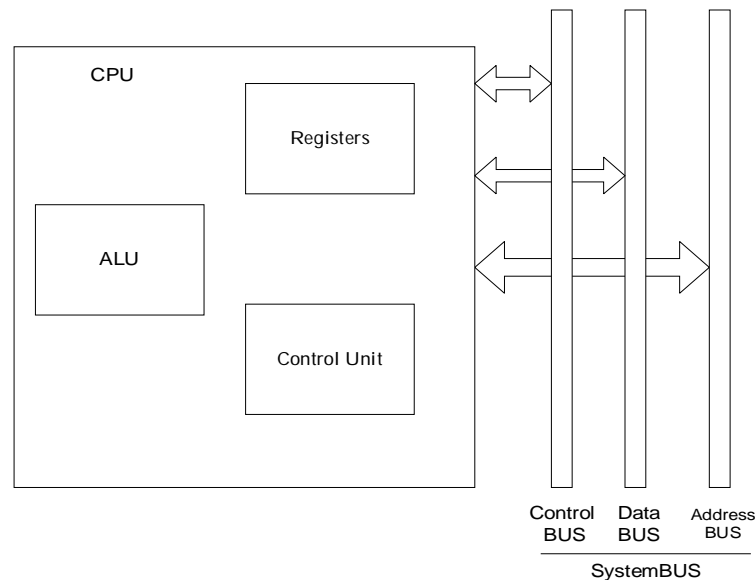 CPU
Registers
ALU
Control Unit
Control
BUS
Data
BUS
Address
BUS
SystemBUS